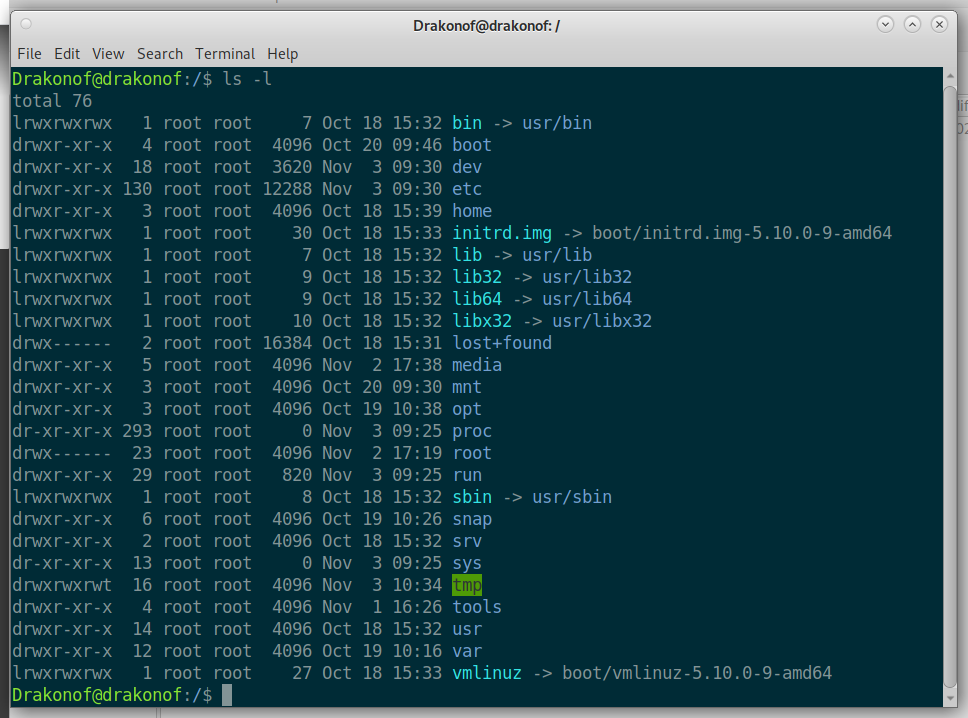 Drakonof@drakonof: /
File Edit View Search Terminal Help
Drakonof@drakonof:/$ ls -l
total 76
lrwxrwxrwx   1 root root     7 Oct 18 15:32 bin -> usr/bin
drwxr-xr-x   4 root root  4096 Oct 20 09:46 boot
drwxr-xr-x  18 root root  3620 Nov  3 09:30 dev
drwxr-xr-x 130 root root 12288 Nov  3 09:30 etc
drwxr-xr-x   3 root root  4096 Oct 18 15:39 home
lrwxrwxrwx   1 root root    30 Oct 18 15:33 initrd.img -> boot/initrd.img-5.10.0-9-amd64
lrwxrwxrwx   1 root root     7 Oct 18 15:32 lib -> usr/lib
lrwxrwxrwx   1 root root     9 Oct 18 15:32 lib32 -> usr/lib32
lrwxrwxrwx   1 root root     9 Oct 18 15:32 lib64 -> usr/lib64
lrwxrwxrwx   1 root root    10 Oct 18 15:32 libx32 -> usr/libx32
drwx------   2 root root 16384 Oct 18 15:31 lost+found
drwxr-xr-x   5 root root  4096 Nov  2 17:38 media
drwxr-xr-x   3 root root  4096 Oct 20 09:30 mnt
drwxr-xr-x   3 root root  4096 Oct 19 10:38 opt
dr-xr-xr-x 293 root root     0 Nov  3 09:25 proc
drwx------  23 root root  4096 Nov  2 17:19 root
drwxr-xr-x  29 root root   820 Nov  3 09:25 run
lrwxrwxrwx   1 root root     8 Oct 18 15:32 sbin -> usr/sbin
drwxr-xr-x   6 root root  4096 Oct 19 10:26 snap
drwxr-xr-x   2 root root  4096 Oct 18 15:32 srv
dr-xr-xr-x  13 root root     0 Nov  3 09:25 sys
drwxrwxrwt  16 root root  4096 Nov  3 10:34 tmp
drwxr-xr-x   4 root root  4096 Nov  1 16:26 tools
drwxr-xr-x  14 root root  4096 Oct 18 15:32 usr
drwxr-xr-x  12 root root  4096 Oct 19 10:16 var
lrwxrwxrwx   1 root root    27 Oct 18 15:33 vmlinuz -> boot/vmlinuz-5.10.0-9-amd64
Drakonof@drakonof:/$